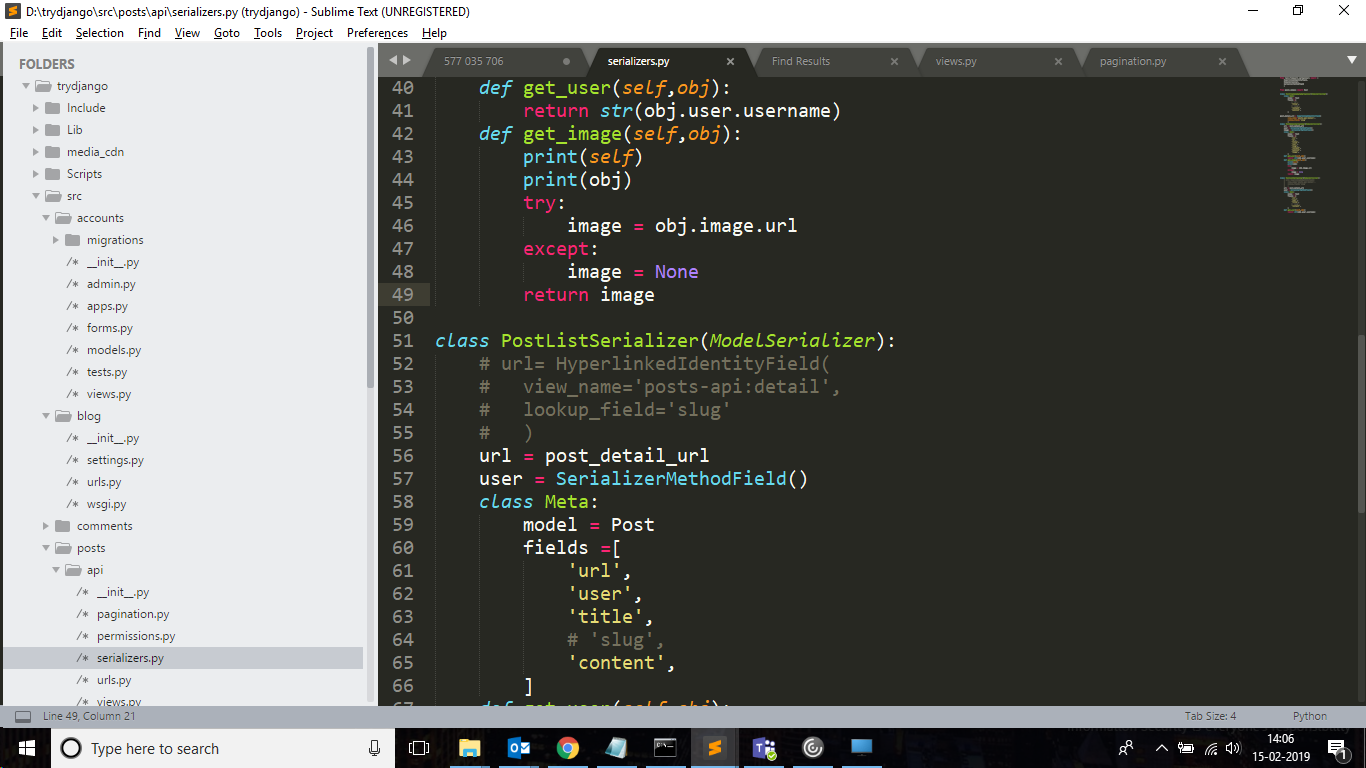 D:\trydjango\src\posts\api\serializers.py (trydjango) - Sublime Text (UNREGISTERED)
File Edit Selection Find View Goto Tools Project Preferences Help
FOLDERS
trydjango
Include
Lib
media_cdn
Scripts
src
accounts
migrations
/* __init__.py
/* admin.py
/* apps.py
/* forms.py
/* models.py
/* tests.py
/* views.py
blog
/* __init__.py
/* settings.py
/* urls.py
/* wsgi.py
comments
posts
api
/* __init__.py
/* pagination.py
/* permissions.py
/* serializers.py
/* urls.py
/* views.py
577 035 706 serializers.py Find Results views.py pagination.py
40 def get_user(self,obj):
41 return str(obj.user.username)
42 def get_image(self,obj):
43 print(self)
44 print(obj)
45 try:
46 image = obj.image.url
47 except:
48 image = None
49 return image
50
51 class PostListSerializer(ModelSerializer):
52 # url= HyperlinkedIdentityField(
53 # view_name='posts-api:detail',
54 # lookup_field='slug'
55 # )
56 url = post_detail_url
57 user = SerializerMethodField()
58 class Meta:
59 model = Post
60 fields =[
61 'url',
62 'user',
63 'title',
64 # 'slug',
65 'content',
66 ]
67 def get_user(self,obj):
Line 49, Column 21 Tab Size: 4 Python
Type here to search
14:06
15-02-2019
1